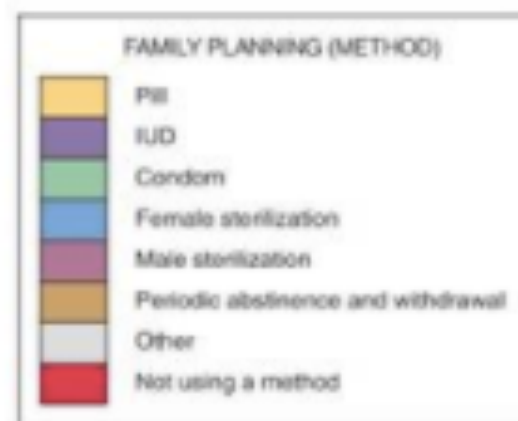 FAMILY PLANNING (METHOD)
Pill
IUD
Condom
Female sterilization
Male sterilization
Periodic abstinence and withdrawal
Other
Not using a method